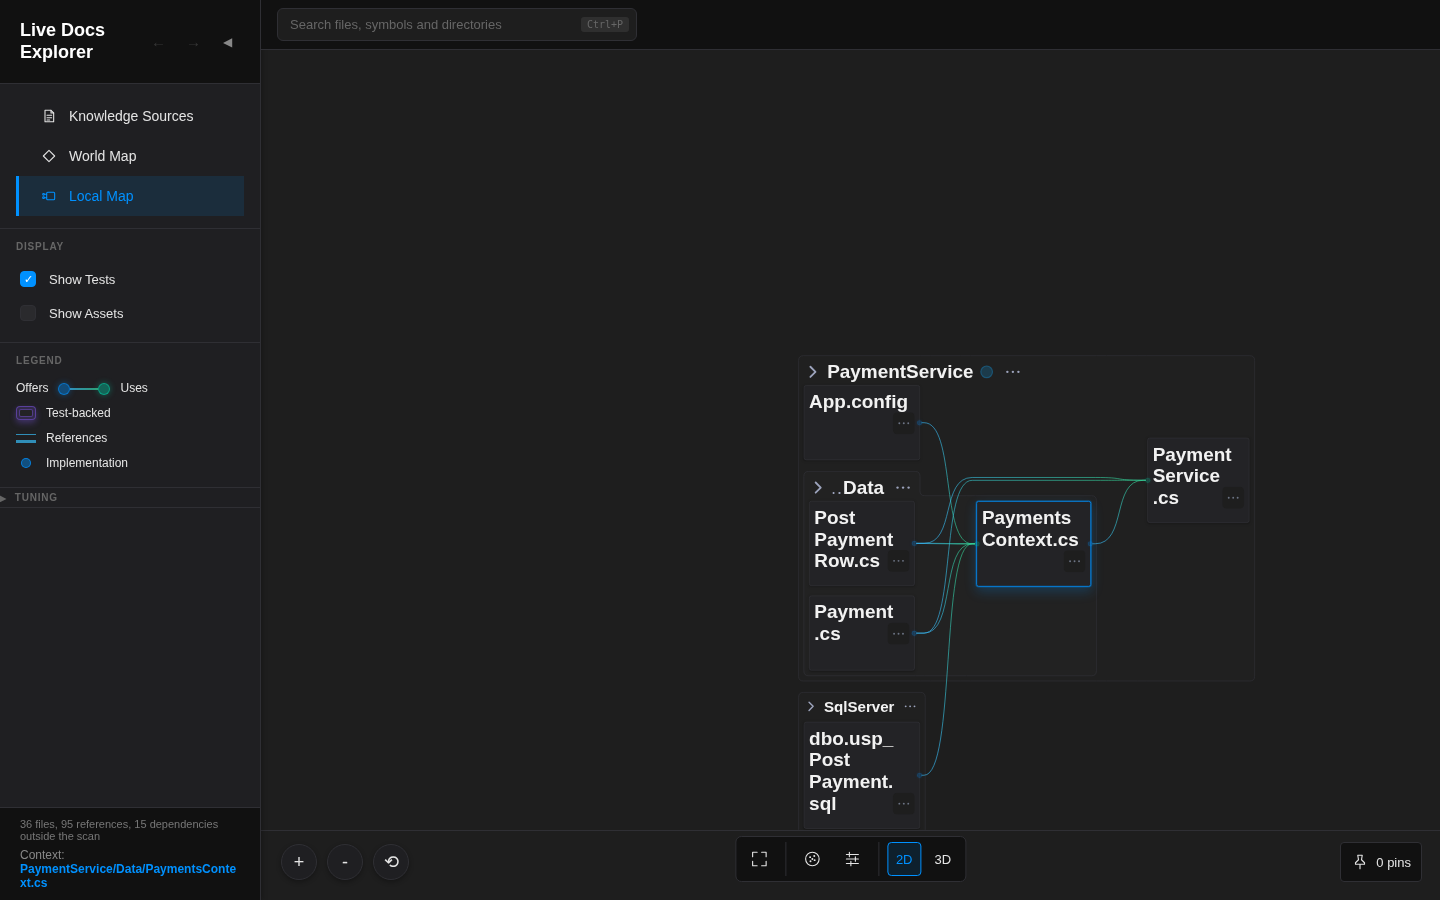 Live Docs
Explorer
Search files, symbols and directories
Ctrl+P
Knowledge Sources
World Map
Local Map
DISPLAY
Show Tests
Show Assets
LEGEND
Offers
Uses
Test-backed
References
Implementation
TUNING
PaymentService
App.config
..Data
Post
Payment
Row.cs
Payment
.cs
Payments
Context.cs
Payment
Service
.cs
SqlServer
dbo.usp_
Post
Payment.
sql
36 files, 95 references, 15 dependencies
outside the scan
Context:
PaymentService/Data/PaymentsConte
xt.cs
+
-
2D
3D
0 pins